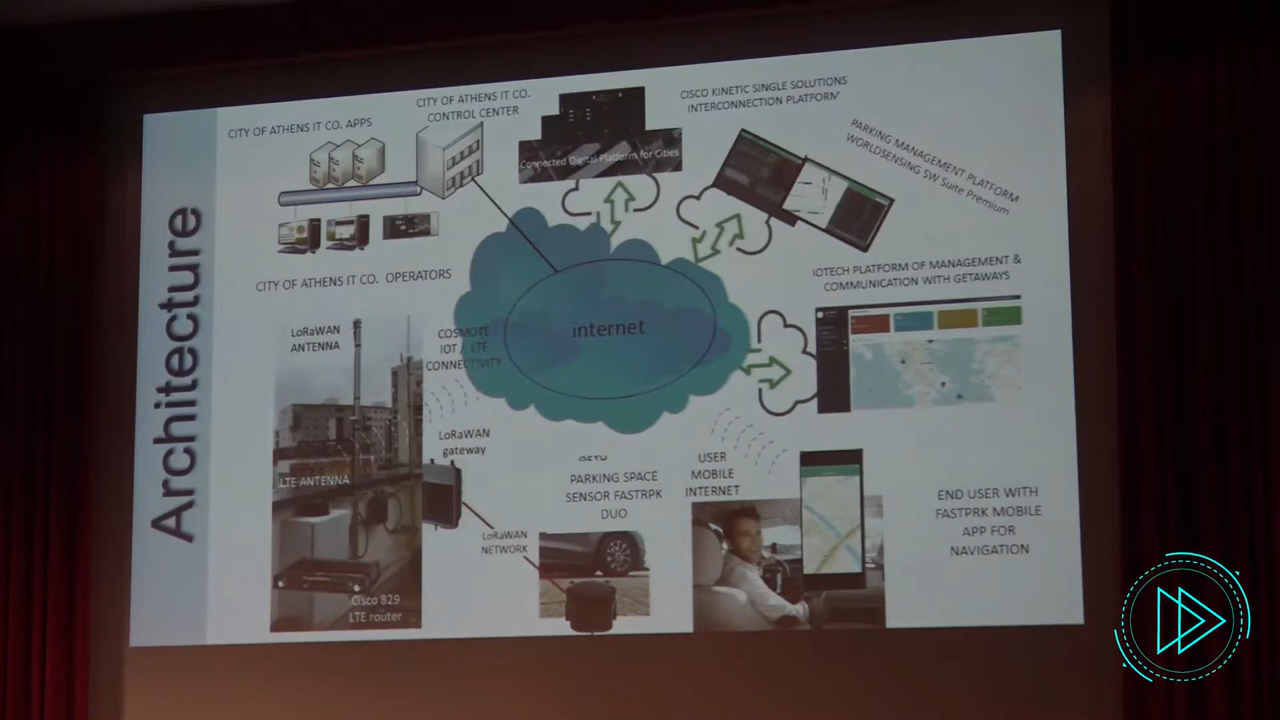 Architecture
CITY OF ATHENS IT CO. APPS
CITY OF ATHENS IT CO.
CONTROL CENTER
Connected Digital Platform for Cities
CISCO KINETIC SINGLE SOLUTIONS
INTERCONNECTION PLATFORM
PARKING MANAGEMENT PLATFORM
WORLDSENSING SW Suite Premium
CITY OF ATHENS IT CO. OPERATORS
IOTECH PLATFORM OF MANAGEMENT &
COMMUNICATION WITH GETAWAYS
internet
LoRaWAN
ANTENNA
COSMOTE
IOT / LTE
CONNECTIVITY
LoRaWAN
gateway
LTE ANTENNA
Cisco 829
LTE router
LoRaWAN
NETWORK
PARKING SPACE
SENSOR FASTRPK
DUO
USER
MOBILE
INTERNET
END USER WITH
FASTPRK MOBILE
APP FOR
NAVIGATION